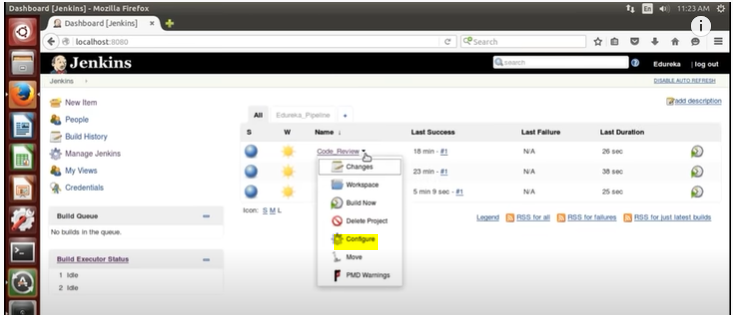 Dashboard [Jenkins] - Mozilla Firefox
En
11:23 AM
Dashboard [Jenkins]
localhost:8080
Search
Jenkins
search
Edureka
log out
Jenkins
DISABLE AUTO REFRESH
New Item
People
Build History
Manage Jenkins
My Views
Credentials
add description
All
Edureka_Pipeline
+
S W Name ↓ Last Success Last Failure Last Duration
Code_Review 18 min - #1 N/A 26 sec
23 min - #1 N/A 38 sec
5 min 9 sec - #1 N/A 25 sec
Changes
Workspace
Build Now
Delete Project
Configure
Move
PMD Warnings
Icon: S M L
Legend RSS for all RSS for failures RSS for just latest builds
Build Queue
No builds in the queue.
Build Executor Status
1 Idle
2 Idle